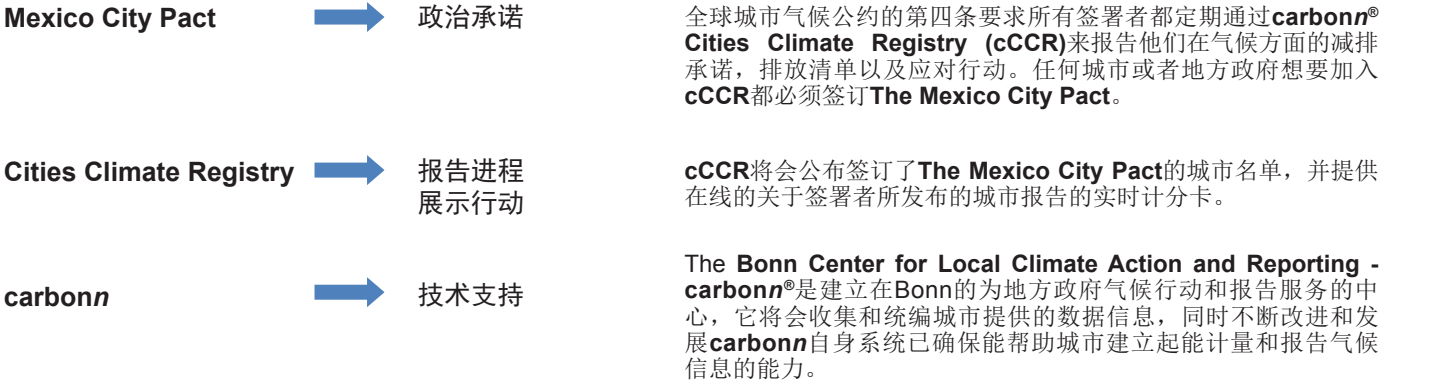 Mexico City Pact
政治承诺
全球城市气候公约的第四条要求所有签署者都定期通过carbonn®
Cities Climate Registry (cCCR)来报告他们在气候方面的减排
承诺，排放清单以及应对行动。任何城市或者地方政府想要加入
cCCR都必须签订The Mexico City Pact。
Cities Climate Registry
报告进程
展示行动
cCCR将会公布签订了The Mexico City Pact的城市名单，并提供
在线的关于签署者所发布的城市报告的实时计分卡。
carbonn
技术支持
The Bonn Center for Local Climate Action and Reporting -
carbonn®是建立在Bonn的为地方政府气候行动和报告服务的中
心，它将会收集和统编城市提供的数据信息，同时不断改进和发
展carbonn自身系统已确保能帮助城市建立起能计量和报告气候
信息的能力。